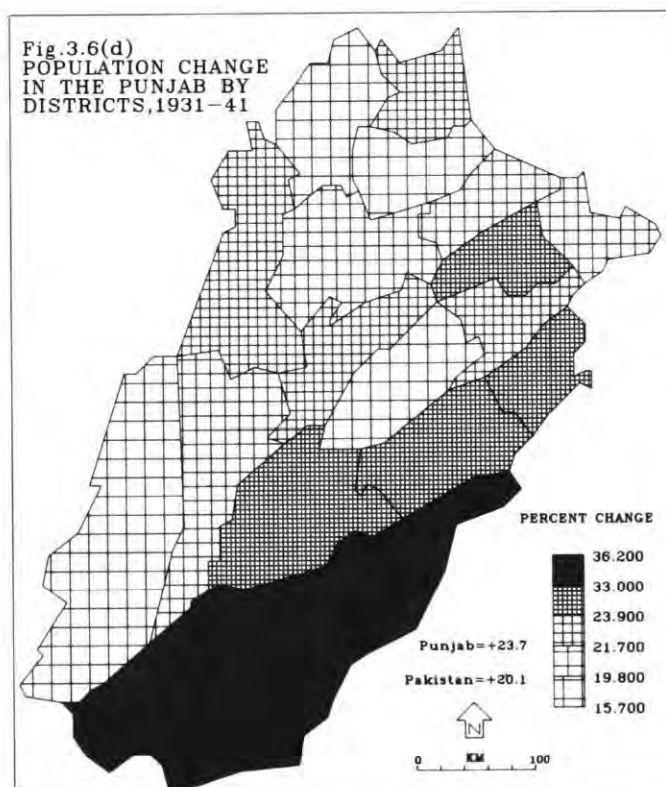 Fig.3.6(d)
POPULATION CHANGE
IN THE PUNJAB BY
DISTRICTS,1931-41
PERCENT CHANGE
36.200
33.000
23.900
21.700
19.800
15.700
Punjab=+23.7
Pakistan=+20.1
N
KM
0 100